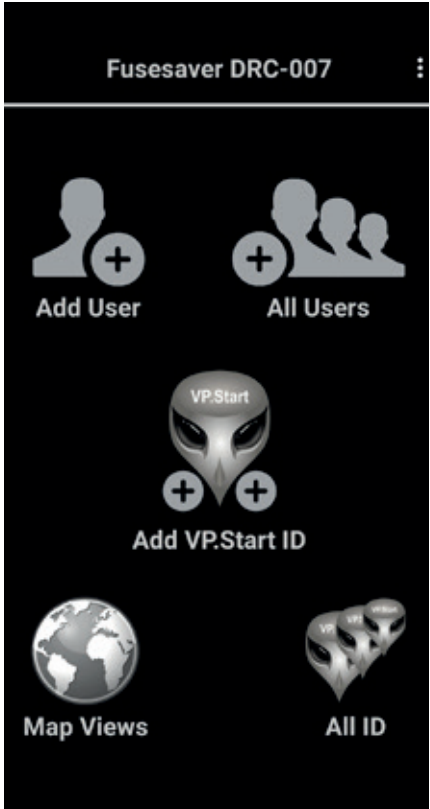 Fusesaver DRC-007
Add User
All Users
VP.Start
Add VP.Start ID
Map Views
All ID